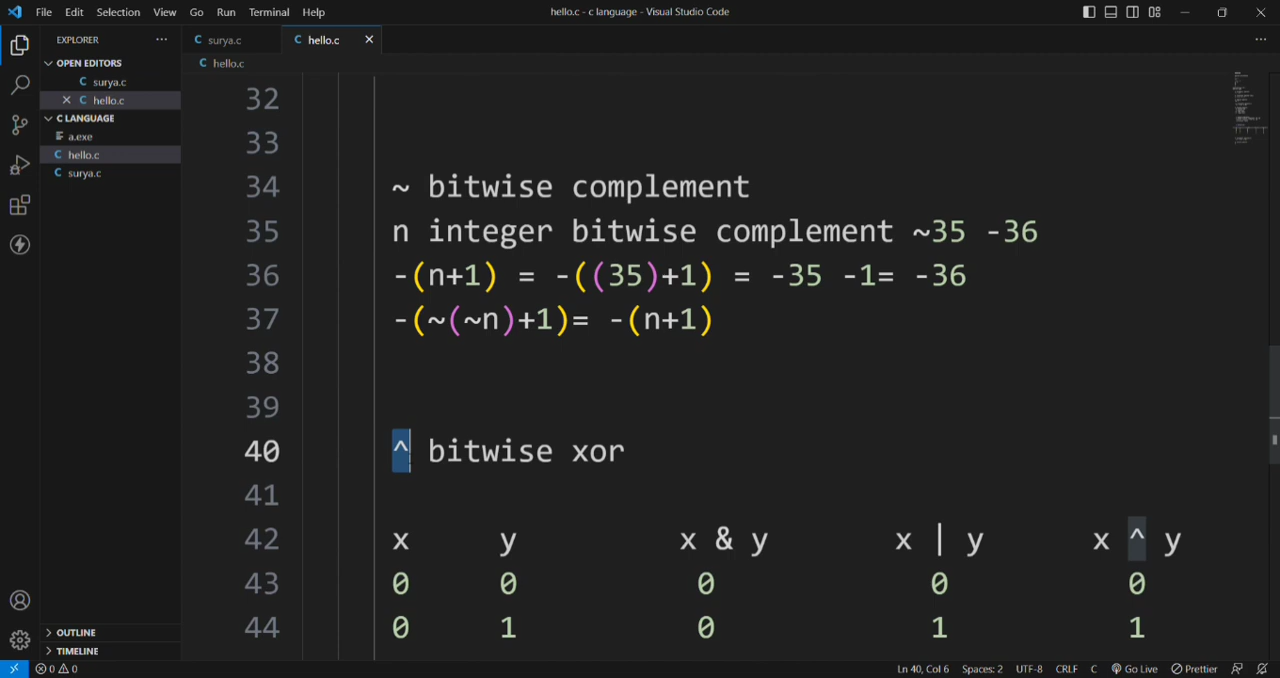 File Edit Selection View Go Run Terminal Help
hello.c - c language - Visual Studio Code
EXPLORER
OPEN EDITORS
surya.c
hello.c
C LANGUAGE
a.exe
hello.c
surya.c
OUTLINE
TIMELINE
surya.c hello.c
hello.c
32
33
34 ~ bitwise complement
35 n integer bitwise complement ~35 -36
36 -(n+1) = -((35)+1) = -35 -1= -36
37 -(~(~n)+1)= -(n+1)
38
39
40 ^ bitwise xor
41
42 x y x & y x | y x ^ y
43 0 0 0 0 0
44 0 1 0 1 1
0 0 Ln 40, Col 6 Spaces: 2 UTF-8 CRLF C Go Live Prettier